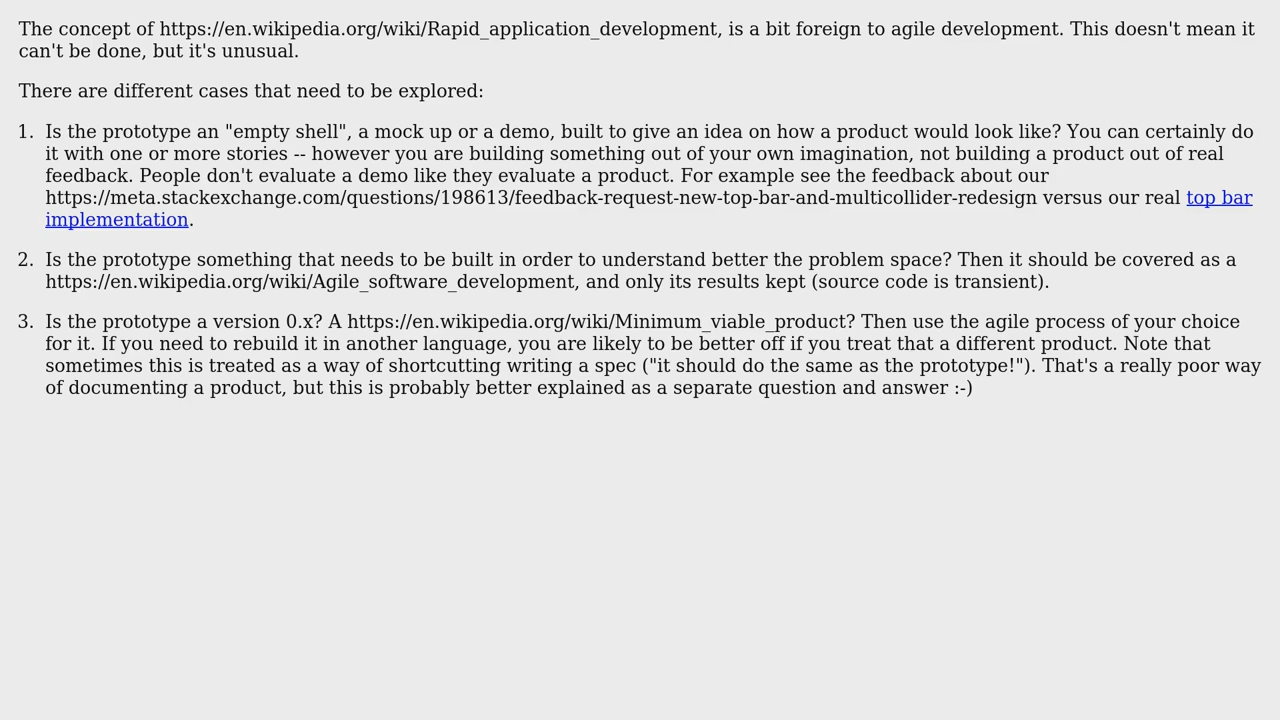 The concept of https://en.wikipedia.org/wiki/Rapid_application_development, is a bit foreign to agile development. This doesn't mean it
can't be done, but it's unusual.
There are different cases that need to be explored:
1. Is the prototype an "empty shell", a mock up or a demo, built to give an idea on how a product would look like? You can certainly do
it with one or more stories -- however you are building something out of your own imagination, not building a product out of real
feedback. People don't evaluate a demo like they evaluate a product. For example see the feedback about our
https://meta.stackexchange.com/questions/198613/feedback-request-new-top-bar-and-multicollider-redesign versus our real top bar
implementation.
2. Is the prototype something that needs to be built in order to understand better the problem space? Then it should be covered as a
https://en.wikipedia.org/wiki/Agile_software_development, and only its results kept (source code is transient).
3. Is the prototype a version 0.x? A https://en.wikipedia.org/wiki/Minimum_viable_product? Then use the agile process of your choice
for it. If you need to rebuild it in another language, you are likely to be better off if you treat that a different product. Note that
sometimes this is treated as a way of shortcutting writing a spec ("it should do the same as the prototype!"). That's a really poor way
of documenting a product, but this is probably better explained as a separate question and answer :-)